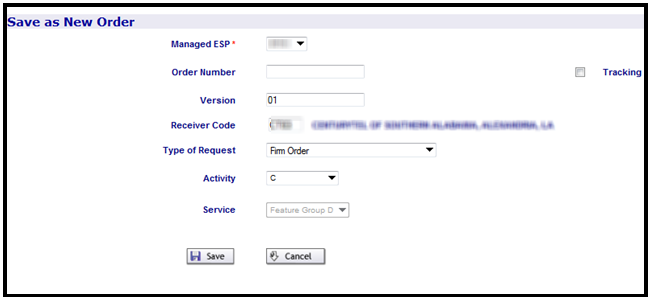 Save as New Order
Managed ESP *
Order Number
Tracking
Version 01
Receiver Code
Type of Request Firm Order
Activity C
Service Feature Group D
Save Cancel